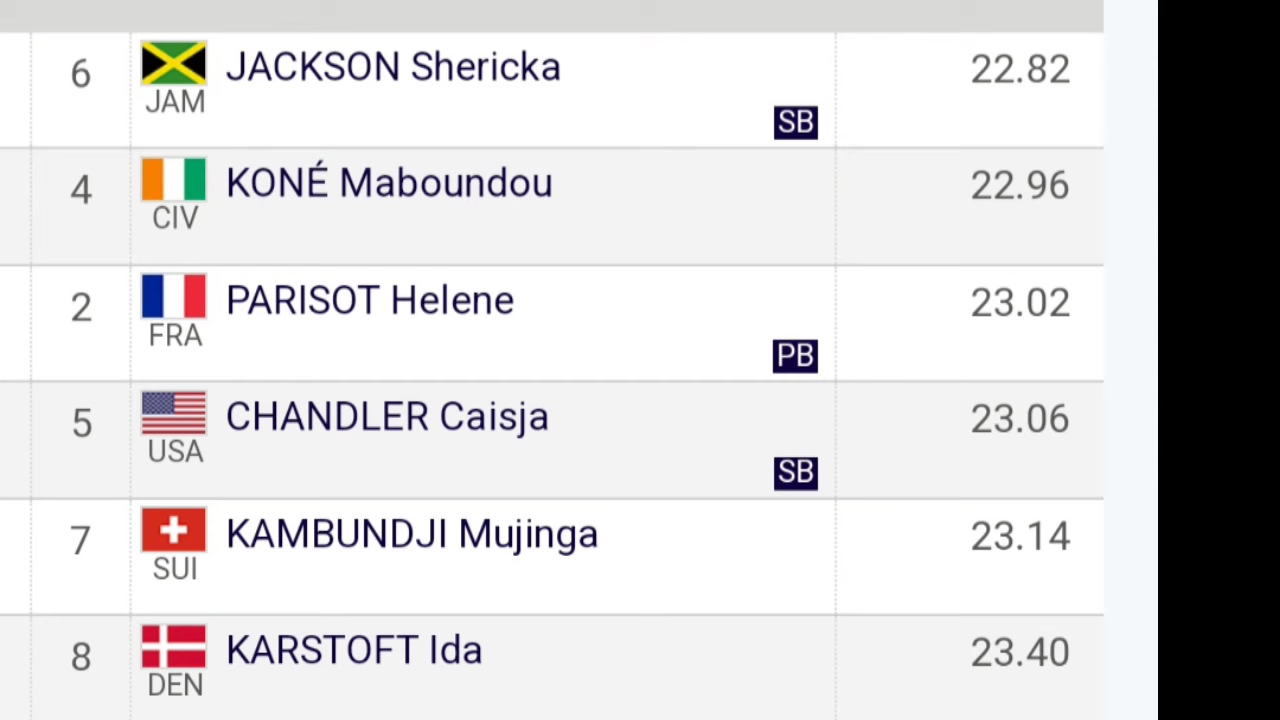 6 JACKSON Shericka 22.82
JAM
SB
4 KONÉ Maboundou 22.96
CIV
2 PARISOT Helene 23.02
FRA
PB
5 CHANDLER Caisja 23.06
USA
SB
7 KAMBUNDJI Mujinga 23.14
SUI
8 KARSTOFT Ida 23.40
DEN